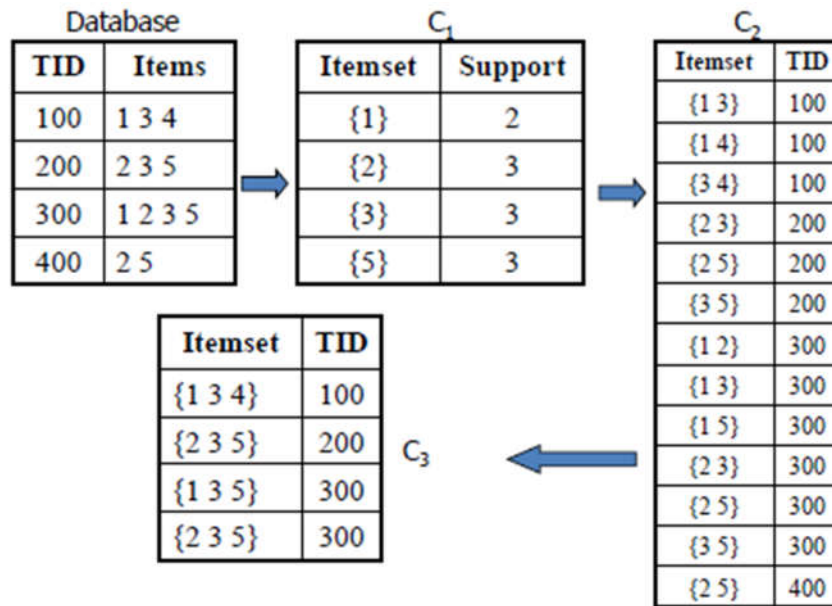 Database
TID Items
100 1 3 4
200 2 3 5
300 1 2 3 5
400 2 5
C1
Itemset Support
{1} 2
{2} 3
{3} 3
{5} 3
C2
Itemset TID
{1 3} 100
{1 4} 100
{3 4} 100
{2 3} 200
{2 5} 200
{3 5} 200
{1 2} 300
{1 3} 300
{1 5} 300
{2 3} 300
{2 5} 300
{3 5} 300
{2 5} 400
Itemset TID
{1 3 4} 100
{2 3 5} 200
{1 3 5} 300
{2 3 5} 300
C3